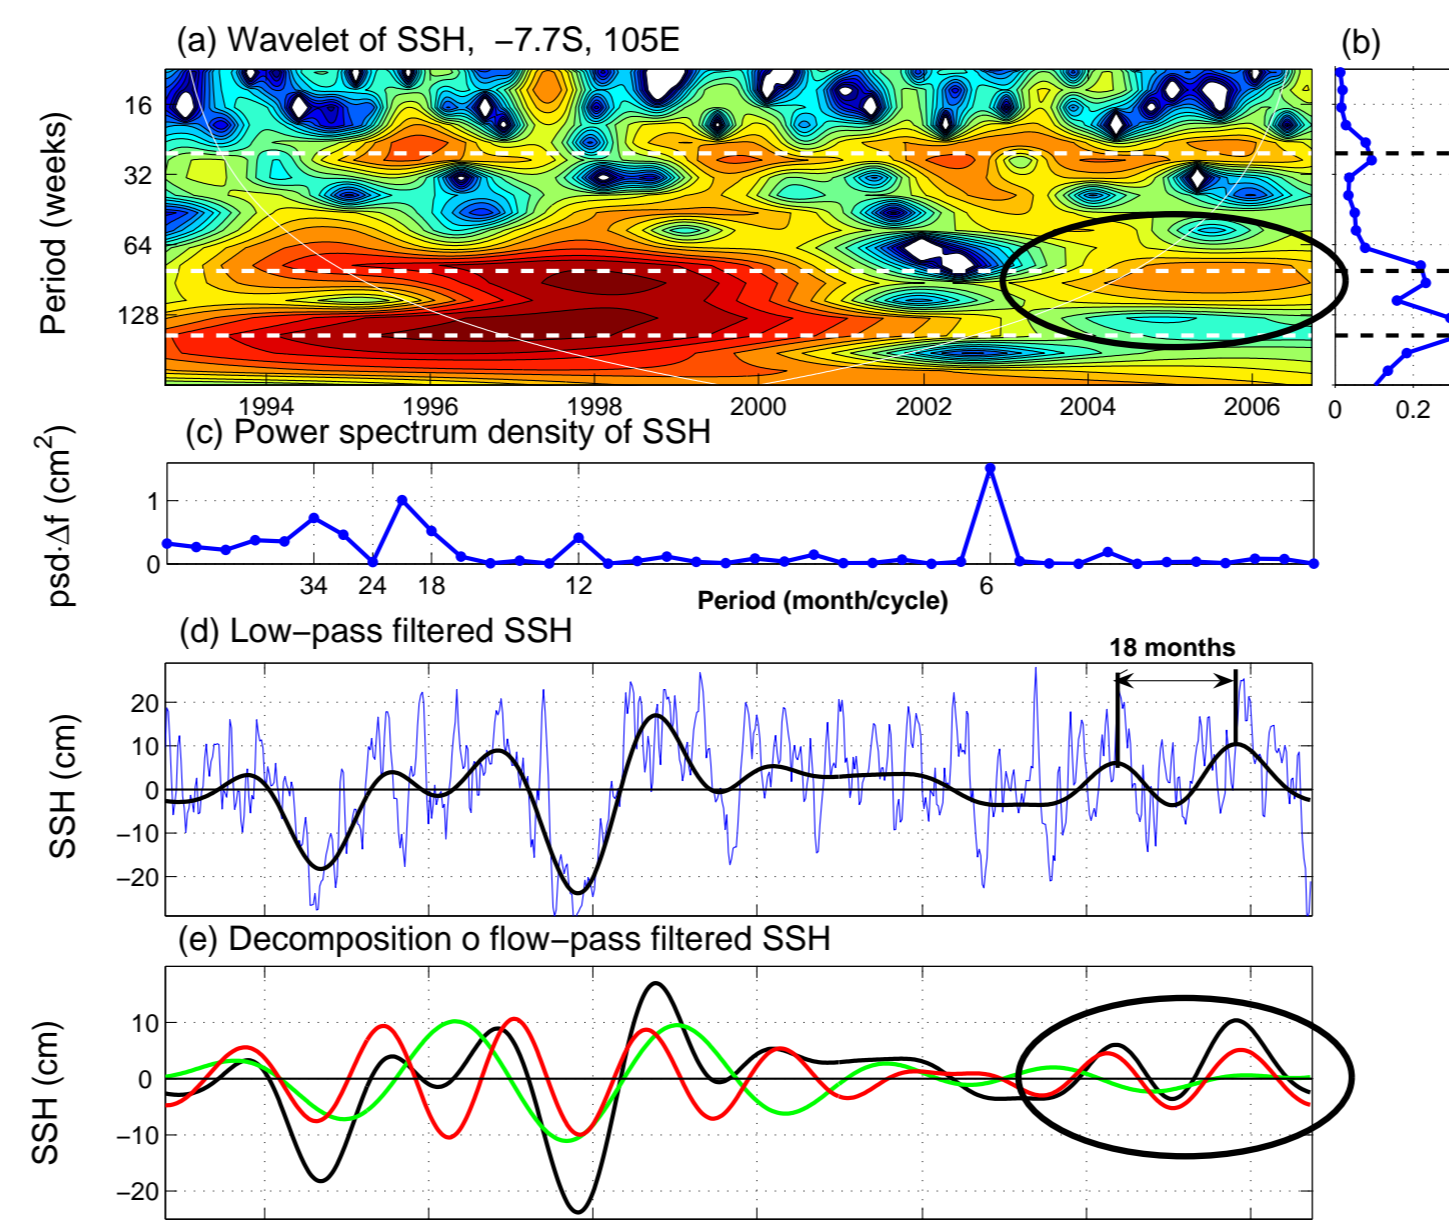 (a) Wavelet of SSH, −7.7S, 105E
(b)
Period (weeks)
16
32
64
128
1994 1996 1998 2000 2002 2004 2006
0 0.2
(c) Power spectrum density of SSH
psd·Δf (cm²)
1
0
34 24 18 12 6
Period (month/cycle)
(d) Low−pass filtered SSH
18 months
SSH (cm)
20
10
0
−10
−20
(e) Decomposition o flow−pass filtered SSH
SSH (cm)
10
0
−10
−20